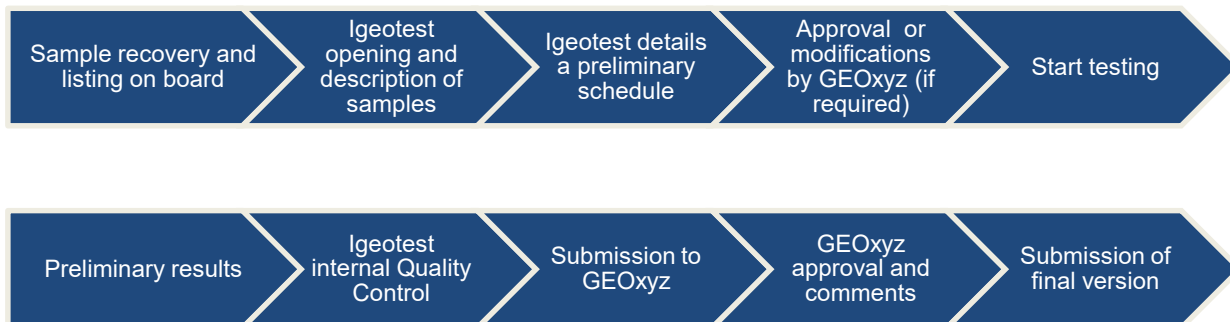 Sample recovery and
listing on board
Igeotest
opening and
description of
samples
Igeotest details
a preliminary
schedule
Approval or
modifications
by GEOxyz (if
required)
Start testing
Preliminary results
Igeotest
internal Quality
Control
Submission to
GEOxyz
GEOxyz
approval and
comments
Submission of
final version